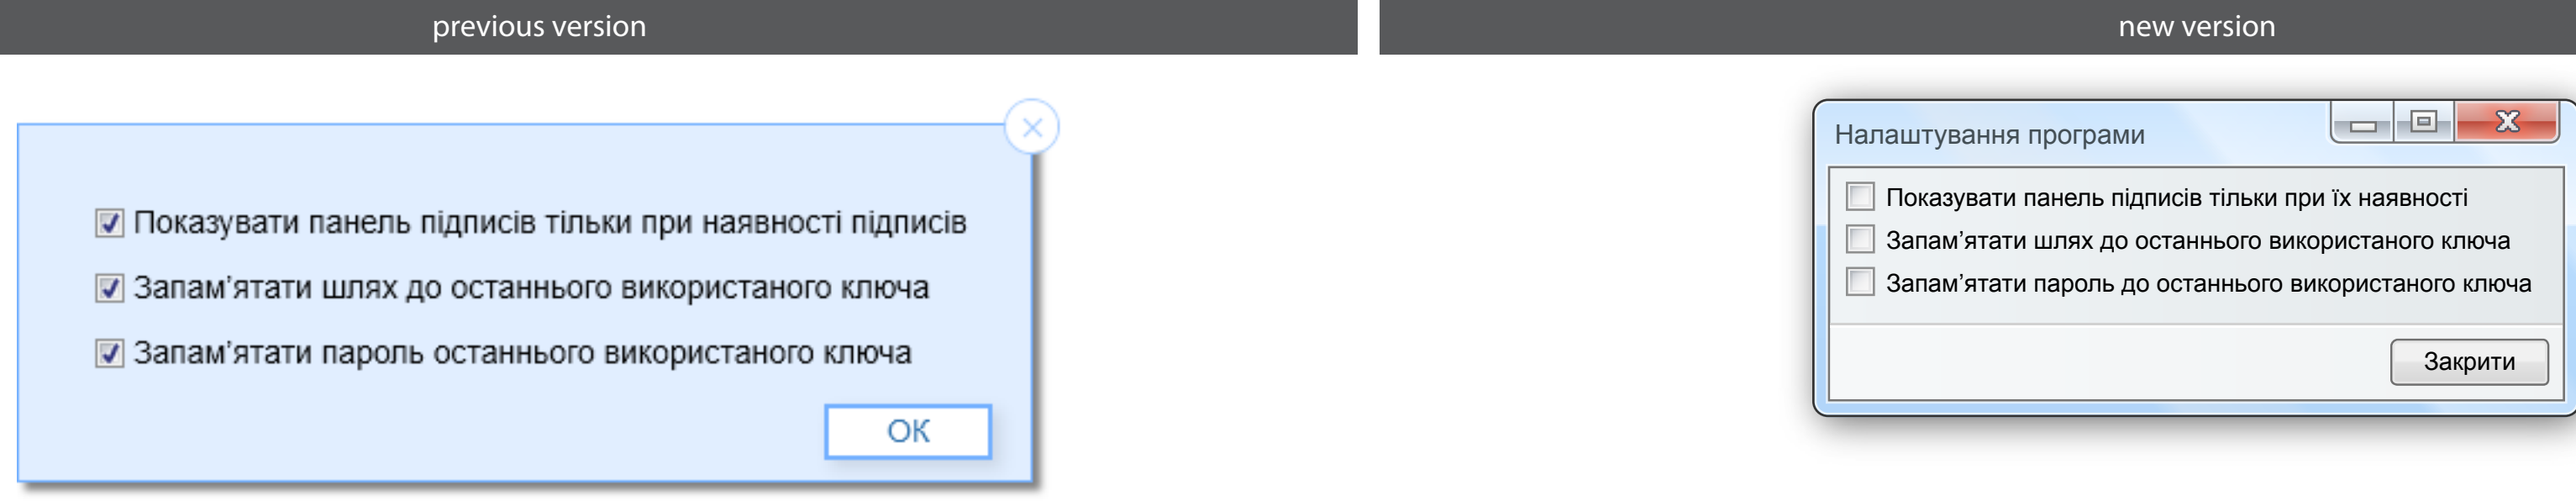 previous version
new version
Показувати панель підписів тільки при наявності підписів
Запам'ятати шлях до останнього використаного ключа
Запам'ятати пароль останнього використаного ключа
ОК
Налаштування програми
Показувати панель підписів тільки при їх наявності
Запам’ятати шлях до останнього використаного ключа
Запам’ятати пароль до останнього використаного ключа
Закрити